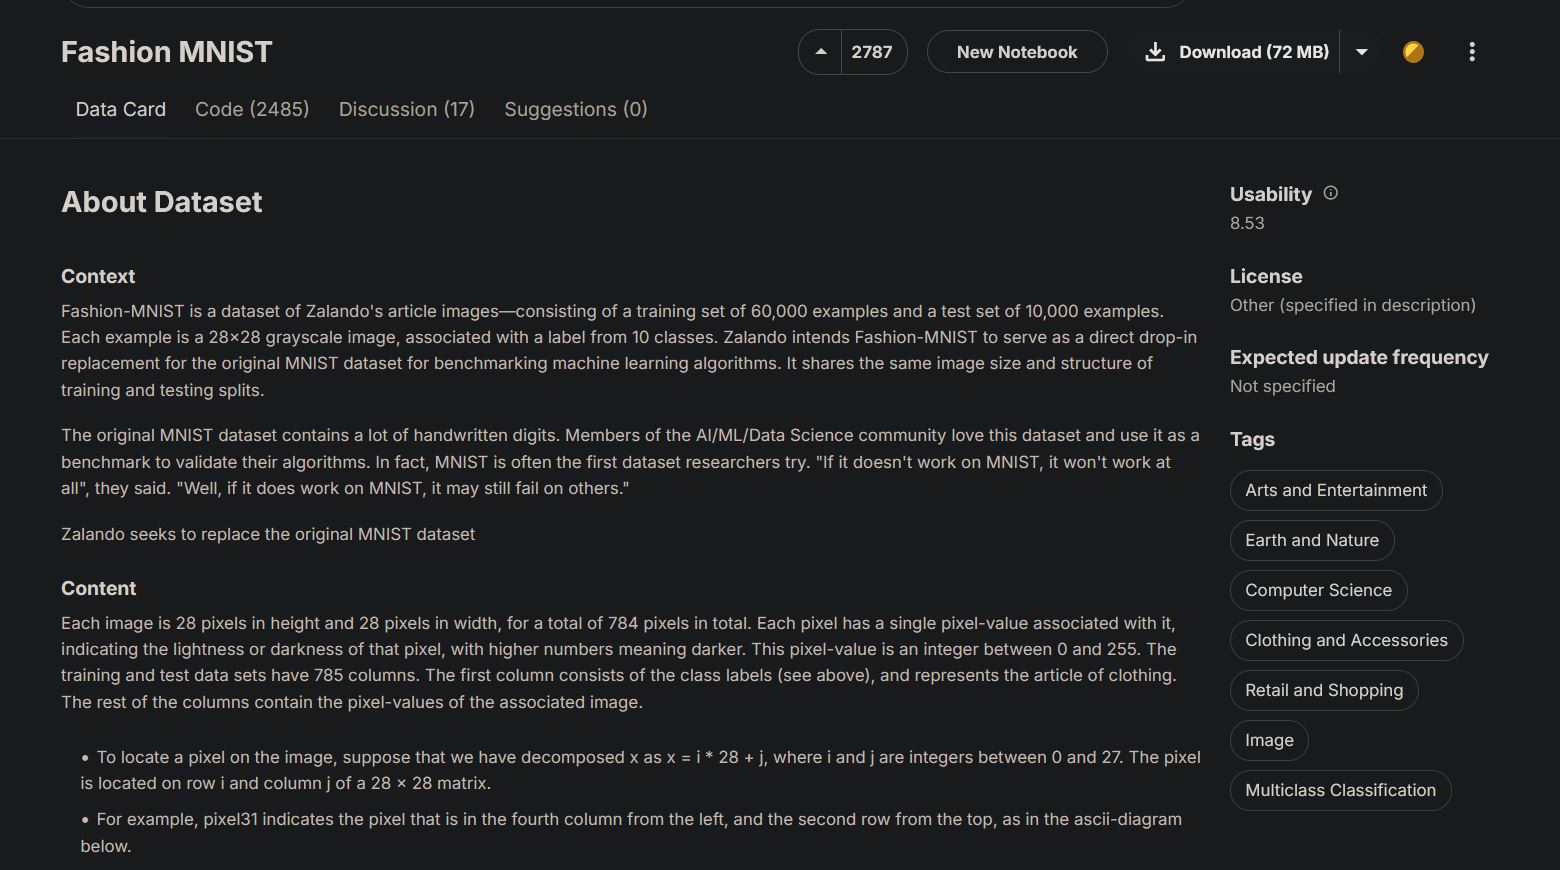 Fashion MNIST
2787
New Notebook
Download (72 MB)
Data Card
Code (2485)
Discussion (17)
Suggestions (0)
About Dataset
Context
Fashion-MNIST is a dataset of Zalando's article images—consisting of a training set of 60,000 examples and a test set of 10,000 examples.
Each example is a 28×28 grayscale image, associated with a label from 10 classes. Zalando intends Fashion-MNIST to serve as a direct drop-in
replacement for the original MNIST dataset for benchmarking machine learning algorithms. It shares the same image size and structure of
training and testing splits.
The original MNIST dataset contains a lot of handwritten digits. Members of the AI/ML/Data Science community love this dataset and use it as a
benchmark to validate their algorithms. In fact, MNIST is often the first dataset researchers try. "If it doesn't work on MNIST, it won't work at
all", they said. "Well, if it does work on MNIST, it may still fail on others."
Zalando seeks to replace the original MNIST dataset
Content
Each image is 28 pixels in height and 28 pixels in width, for a total of 784 pixels in total. Each pixel has a single pixel-value associated with it,
indicating the lightness or darkness of that pixel, with higher numbers meaning darker. This pixel-value is an integer between 0 and 255. The
training and test data sets have 785 columns. The first column consists of the class labels (see above), and represents the article of clothing.
The rest of the columns contain the pixel-values of the associated image.
• To locate a pixel on the image, suppose that we have decomposed x as x = i * 28 + j, where i and j are integers between 0 and 27. The pixel
is located on row i and column j of a 28 × 28 matrix.
• For example, pixel31 indicates the pixel that is in the fourth column from the left, and the second row from the top, as in the ascii-diagram
below.
Usability
8.53
License
Other (specified in description)
Expected update frequency
Not specified
Tags
Arts and Entertainment
Earth and Nature
Computer Science
Clothing and Accessories
Retail and Shopping
Image
Multiclass Classification